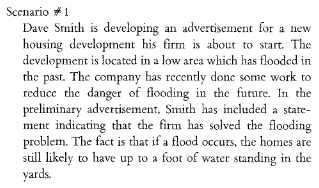 Scenario #1
Dave Smith is developing an advertisement for a new
housing development his firm is about to start. The
development is located in a low area which has flooded in
the past. The company has recently done some work to
reduce the danger of flooding in the future. In the
preliminary advertisement, Smith has included a state-
ment indicating that the firm has solved the flooding
problem. The fact is that if a flood occurs, the homes are
still likely to have up to a foot of water standing in the
yards.